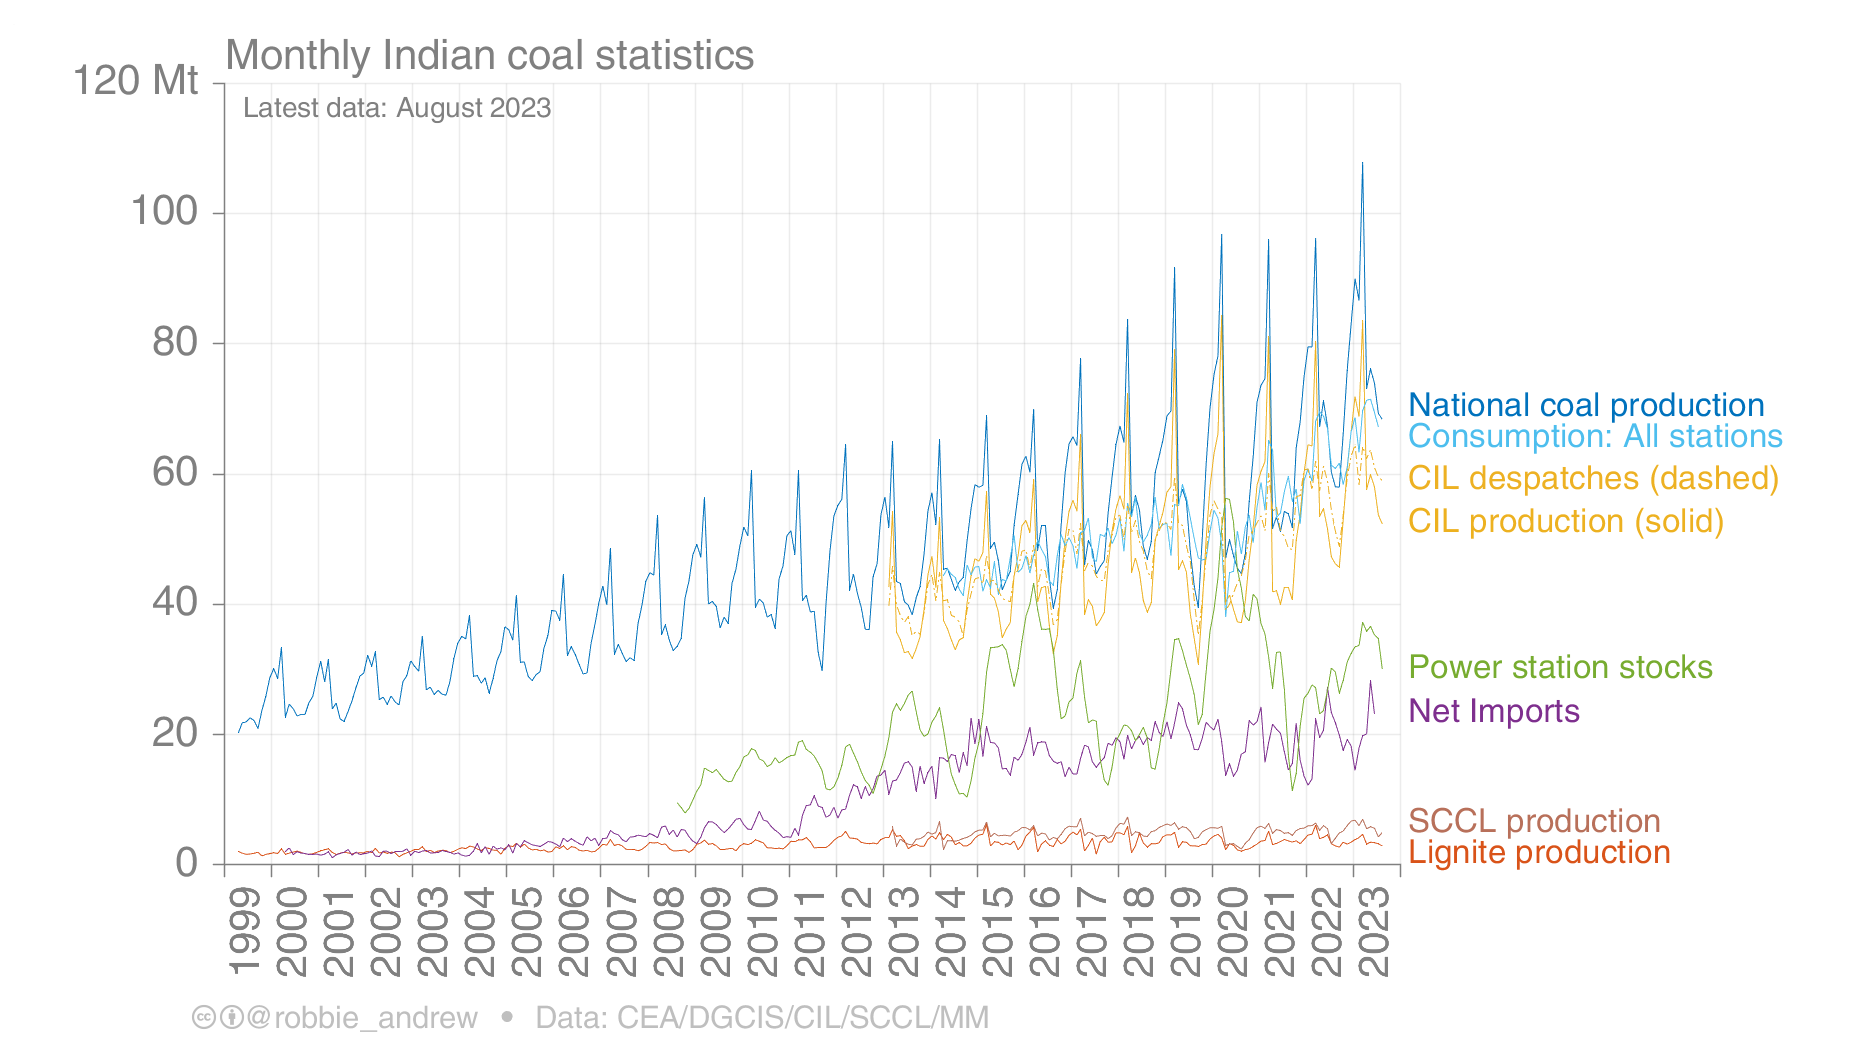 Monthly Indian coal statistics
120 Mt
Latest data: August 2023
100
80
60
40
20
0
National coal production
Consumption: All stations
CIL despatches (dashed)
CIL production (solid)
Power station stocks
Net Imports
SCCL production
Lignite production
1999 2000 2001 2002 2003 2004 2005 2006 2007 2008 2009 2010 2011 2012 2013 2014 2015 2016 2017 2018 2019 2020 2021 2022 2023
cc @robbie_andrew • Data: CEA/DGCIS/CIL/SCCL/MM